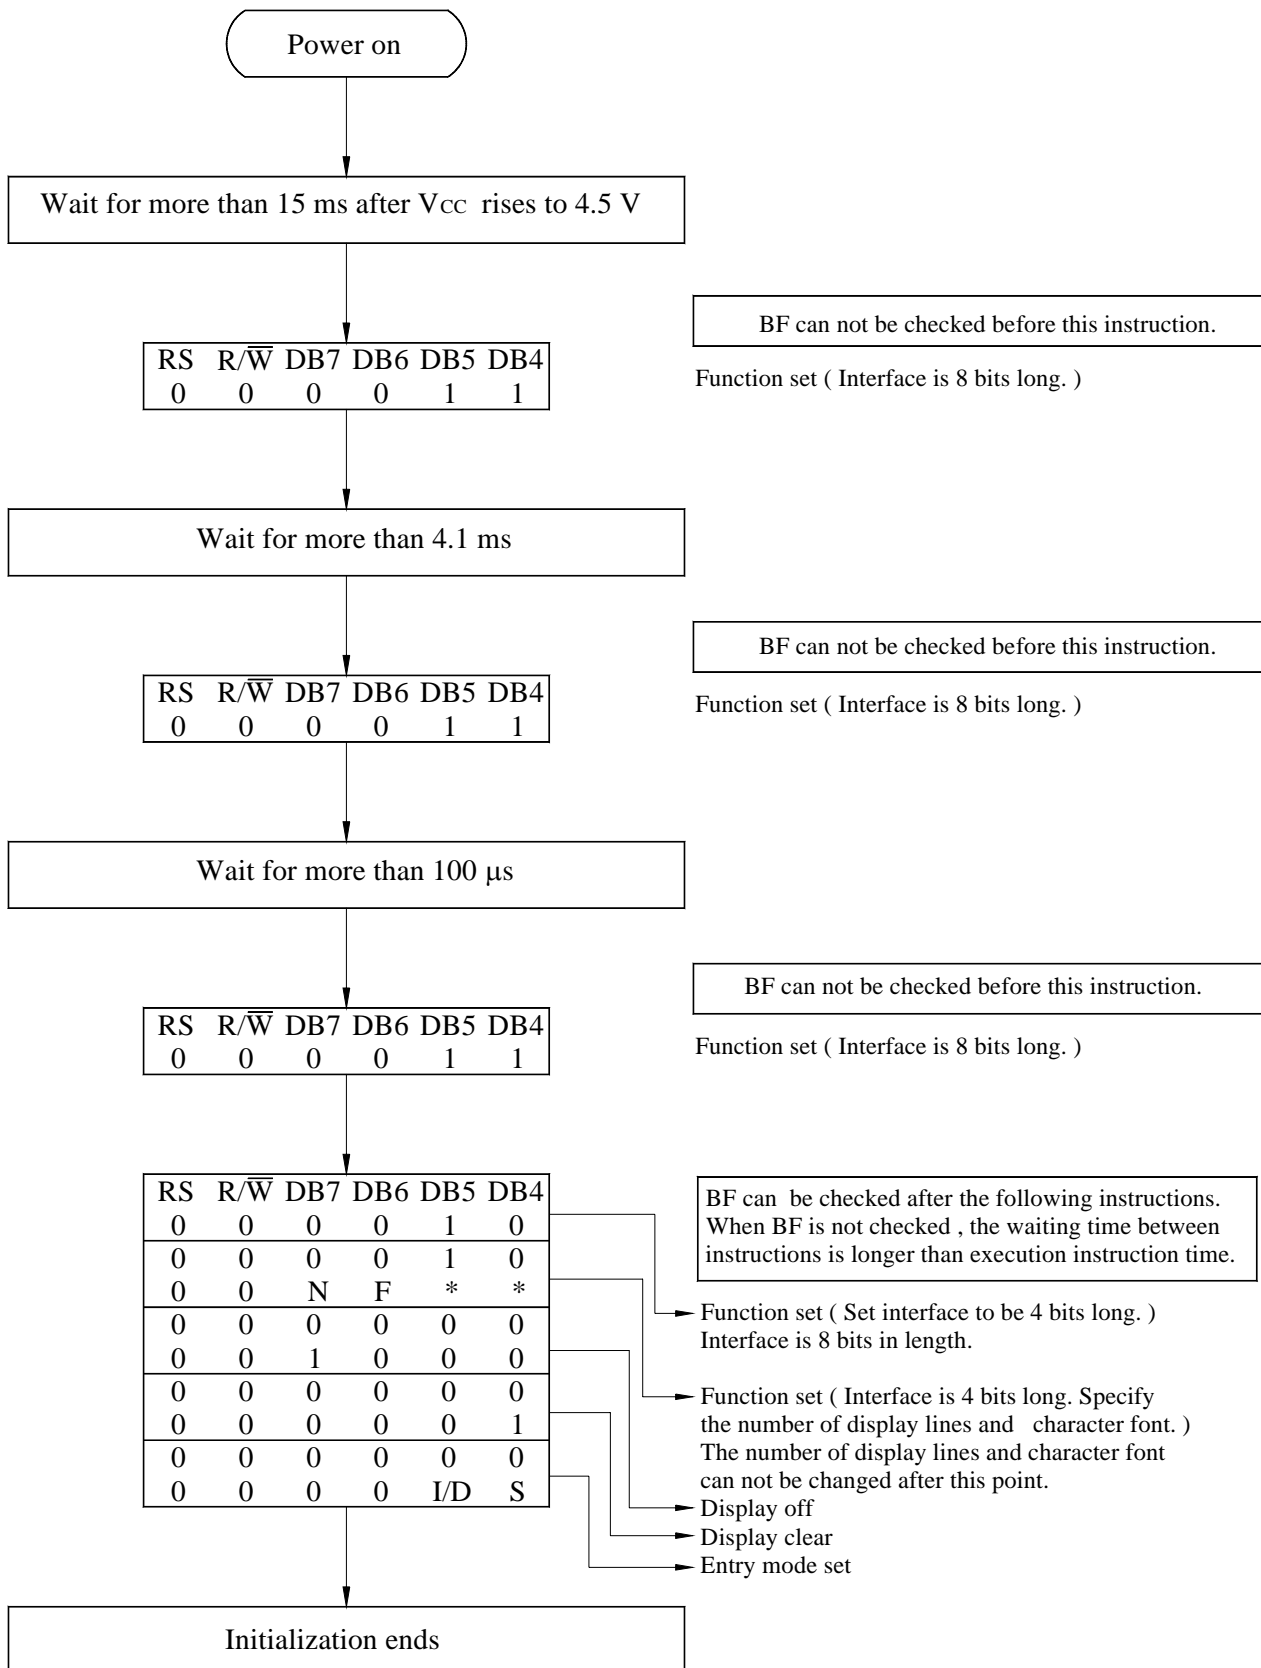 Power on
Wait for more than 15 ms after VCC rises to 4.5 V
BF can not be checked before this instruction.
RS R/W̅ DB7 DB6 DB5 DB4
0 0 0 0 1 1
Function set ( Interface is 8 bits long. )
Wait for more than 4.1 ms
BF can not be checked before this instruction.
RS R/W̅ DB7 DB6 DB5 DB4
0 0 0 0 1 1
Function set ( Interface is 8 bits long. )
Wait for more than 100 μs
BF can not be checked before this instruction.
RS R/W̅ DB7 DB6 DB5 DB4
0 0 0 0 1 1
Function set ( Interface is 8 bits long. )
RS R/W̅ DB7 DB6 DB5 DB4
0 0 0 0 1 0
0 0 0 0 1 0
0 0 N F * *
0 0 0 0 0 0
0 0 1 0 0 0
0 0 0 0 0 0
0 0 0 0 0 1
0 0 0 0 0 0
0 0 0 0 I/D S
BF can be checked after the following instructions.
When BF is not checked , the waiting time between
instructions is longer than execution instruction time.
Function set ( Set interface to be 4 bits long. )
Interface is 8 bits in length.
Function set ( Interface is 4 bits long. Specify
the number of display lines and character font. )
The number of display lines and character font
can not be changed after this point.
Display off
Display clear
Entry mode set
Initialization ends